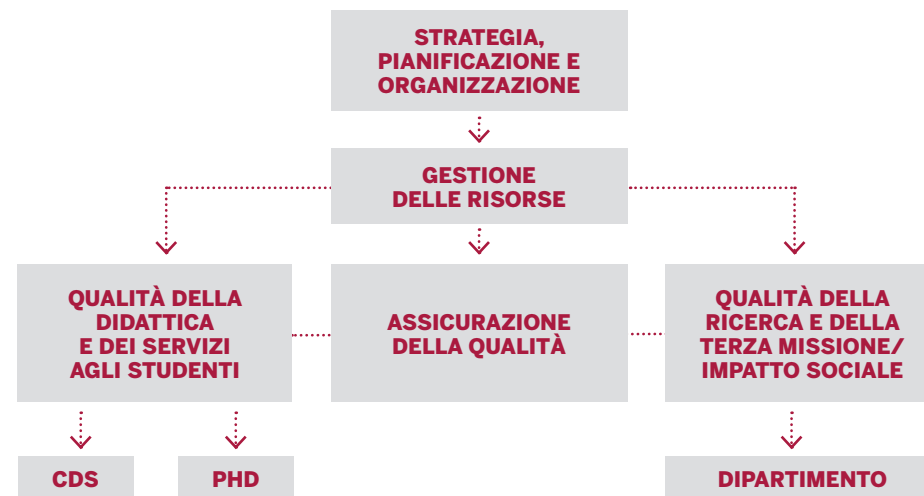 STRATEGIA,
PIANIFICAZIONE E
ORGANIZZAZIONE
GESTIONE
DELLE RISORSE
QUALITÀ DELLA
DIDATTICA
E DEI SERVIZI
AGLI STUDENTI
ASSICURAZIONE
DELLA QUALITÀ
QUALITÀ DELLA
RICERCA E DELLA
TERZA MISSIONE/
IMPATTO SOCIALE
CDS
PHD
DIPARTIMENTO